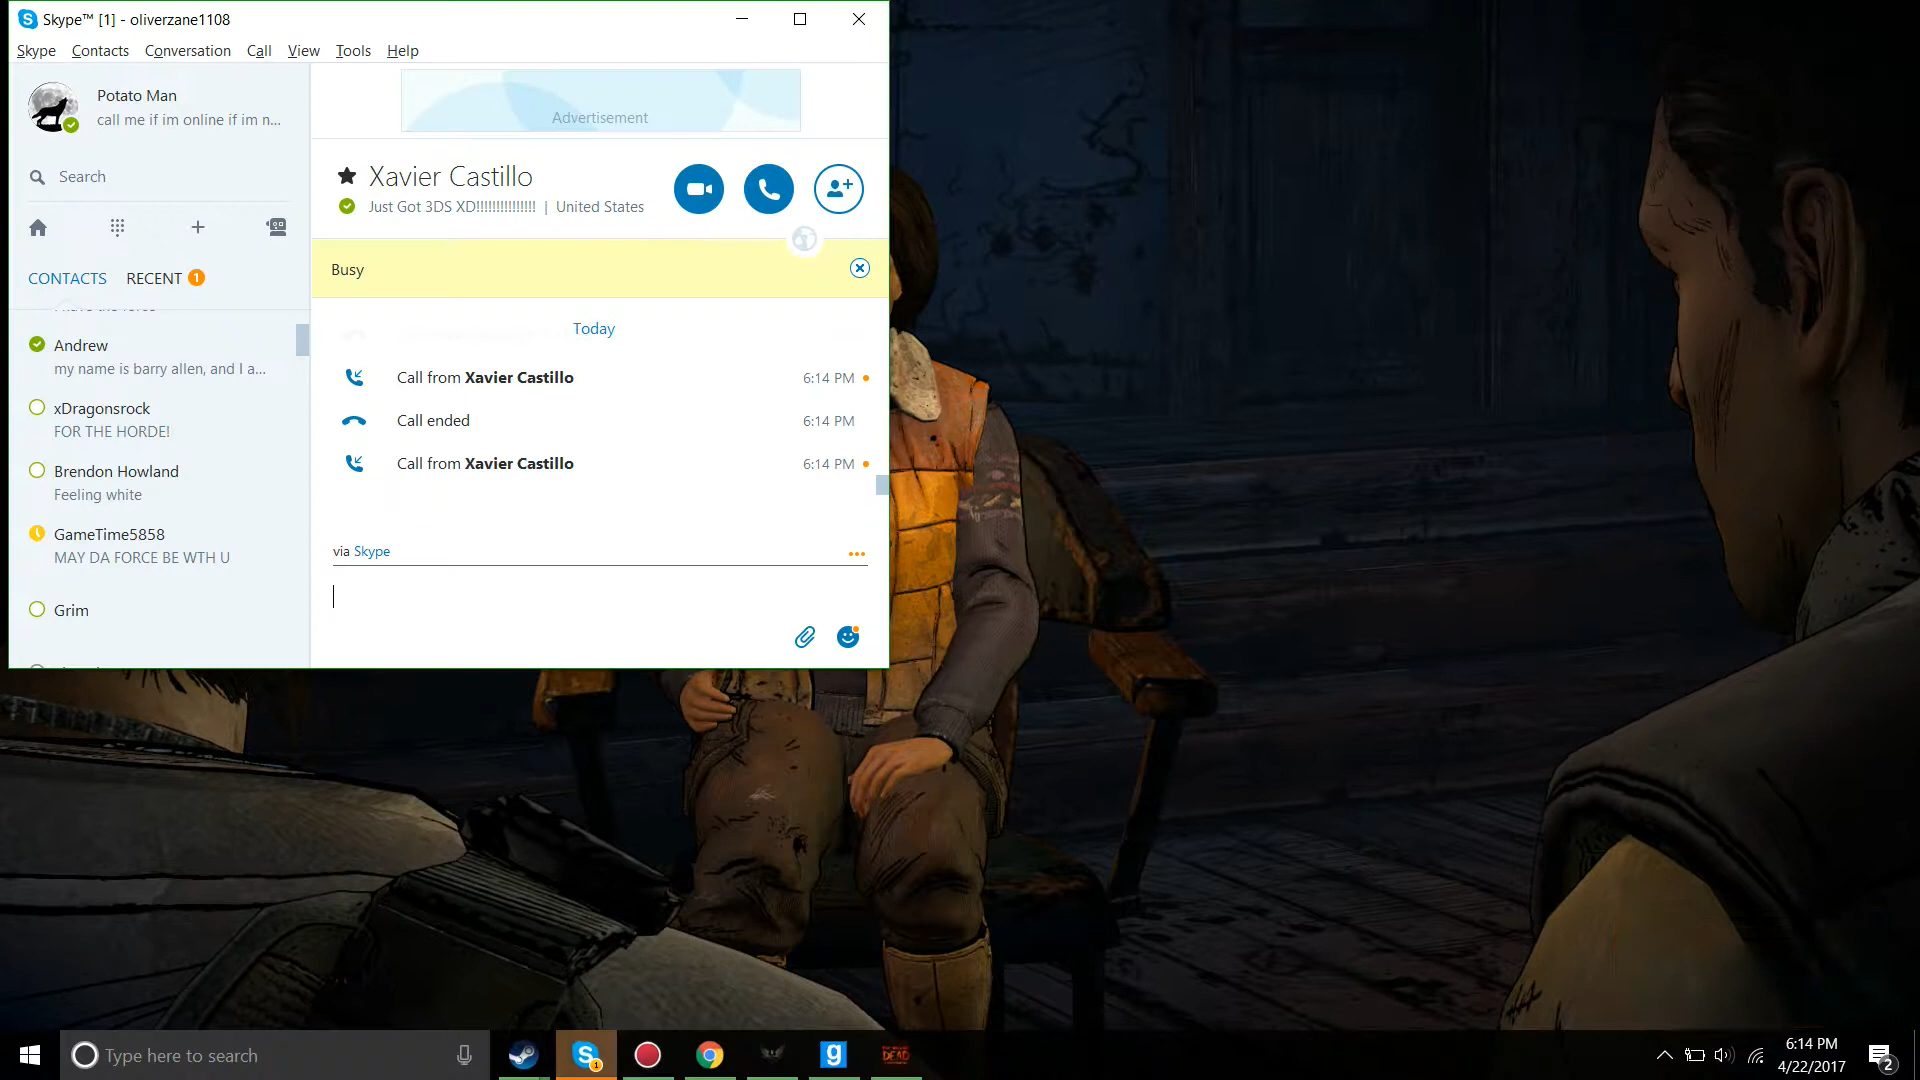 Skype™ [1] - oliverzane1108
Skype Contacts Conversation Call View Tools Help
Potato Man
call me if im online if im n...
Search
CONTACTS RECENT 1
Andrew
my name is barry allen, and I a...
xDragonsrock
FOR THE HORDE!
Brendon Howland
Feeling white
GameTime5858
MAY DA FORCE BE WTH U
Grim
Advertisement
Xavier Castillo
Just Got 3DS XD!!!!!!!!!!!!!!! | United States
Busy
Today
Call from Xavier Castillo 6:14 PM
Call ended 6:14 PM
Call from Xavier Castillo 6:14 PM
via Skype
Type here to search
1
DEAD
6:14 PM
4/22/2017
2